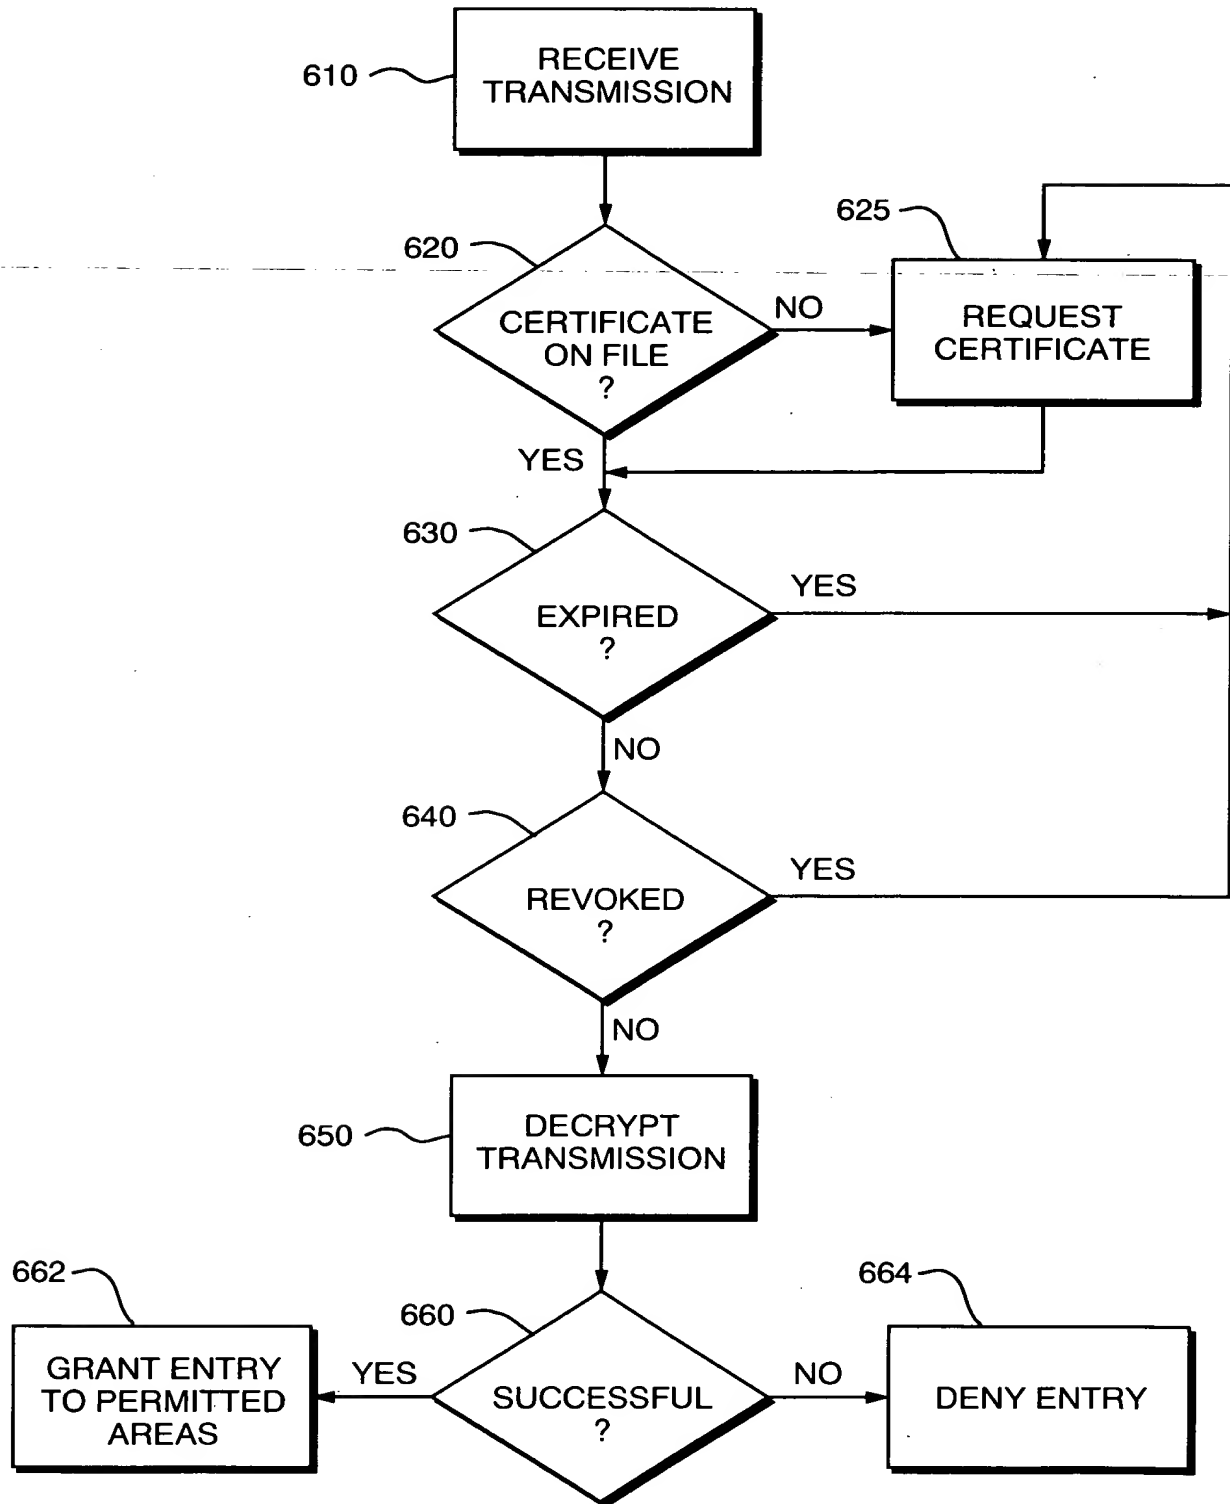 610
RECEIVE
TRANSMISSION
620
CERTIFICATE
ON FILE
?
NO
625
REQUEST
CERTIFICATE
YES
630
EXPIRED
?
YES
NO
640
REVOKED
?
YES
NO
650
DECRYPT
TRANSMISSION
660
SUCCESSFUL
?
YES
662
GRANT ENTRY
TO PERMITTED
AREAS
NO
664
DENY ENTRY